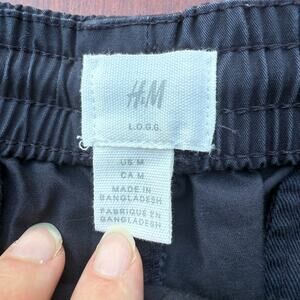 H&M
L.O.G.G.
US M
CA M
MADE IN
BANGLADESH
FABRIQUÉ EN
BANGLADESH